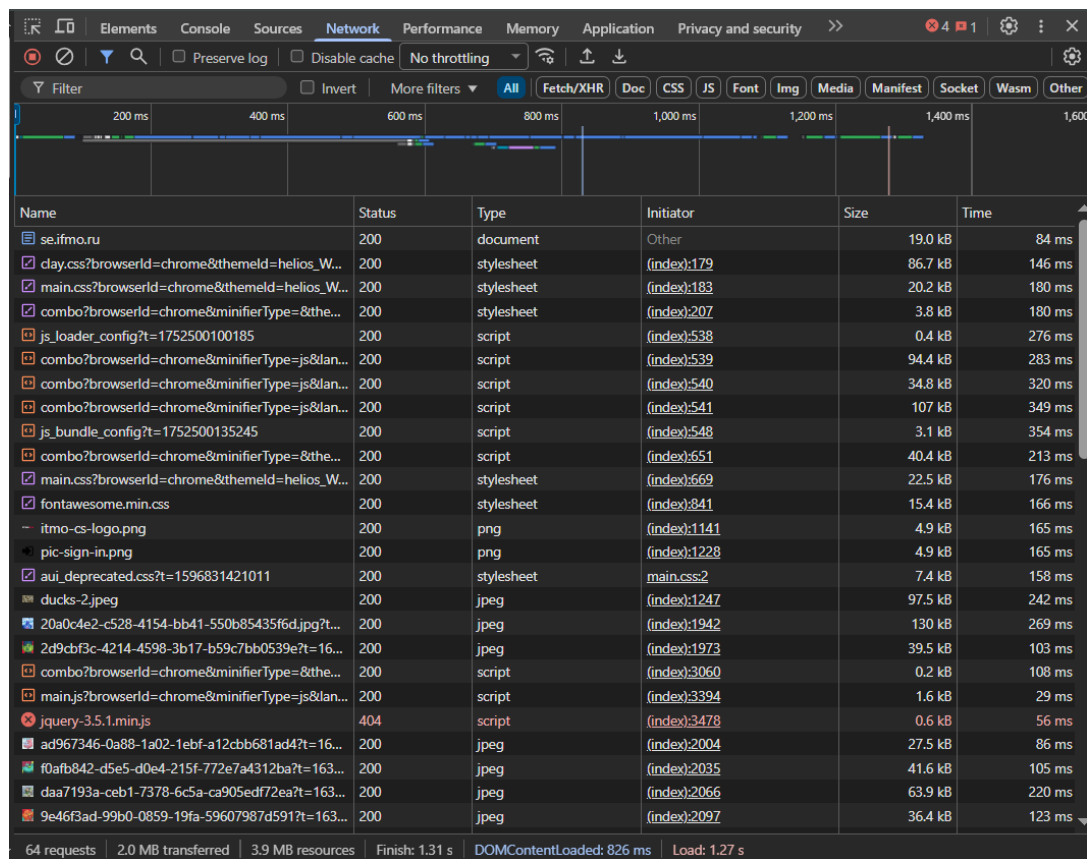 Elements Console Sources Network Performance Memory Application Privacy and security 4 1
Preserve log Disable cache No throttling
Filter Invert More filters All Fetch/XHR Doc CSS JS Font Img Media Manifest Socket Wasm Other
200 ms 400 ms 600 ms 800 ms 1,000 ms 1,200 ms 1,400 ms 1,600
Name Status Type Initiator Size Time
se.ifmo.ru 200 document Other 19.0 kB 84 ms
clay.css?browserId=chrome&themeId=helios_W... 200 stylesheet (index):179 86.7 kB 146 ms
main.css?browserId=chrome&themeId=helios_W... 200 stylesheet (index):183 20.2 kB 180 ms
combo?browserId=chrome&minifierType=&the... 200 stylesheet (index):207 3.8 kB 180 ms
js_loader_config?t=1752500100185 200 script (index):538 0.4 kB 276 ms
combo?browserId=chrome&minifierType=js&lan... 200 script (index):539 94.4 kB 283 ms
combo?browserId=chrome&minifierType=js&lan... 200 script (index):540 34.8 kB 320 ms
combo?browserId=chrome&minifierType=js&lan... 200 script (index):541 107 kB 349 ms
js_bundle_config?t=1752500135245 200 script (index):548 3.1 kB 354 ms
combo?browserId=chrome&minifierType=&the... 200 script (index):651 40.4 kB 213 ms
main.css?browserId=chrome&themeId=helios_W... 200 stylesheet (index):669 22.5 kB 176 ms
fontawesome.min.css 200 stylesheet (index):841 15.4 kB 166 ms
itmo-cs-logo.png 200 png (index):1141 4.9 kB 165 ms
pic-sign-in.png 200 png (index):1228 4.9 kB 165 ms
aui_deprecated.css?t=1596831421011 200 stylesheet main.css:2 7.4 kB 158 ms
ducks-2.jpeg 200 jpeg (index):1247 97.5 kB 242 ms
20a0c4e2-c528-4154-bb41-550b85435f6d.jpg?t... 200 jpeg (index):1942 130 kB 269 ms
2d9cbf3c-4214-4598-3b17-b59c7bb0539e?t=16... 200 jpeg (index):1973 39.5 kB 103 ms
combo?browserId=chrome&minifierType=&the... 200 script (index):3060 0.2 kB 108 ms
main.js?browserId=chrome&minifierType=js&lan... 200 script (index):3394 1.6 kB 29 ms
jquery-3.5.1.min.js 404 script (index):3478 0.6 kB 56 ms
ad967346-0a88-1a02-1ebf-a12cbb681ad4?t=16... 200 jpeg (index):2004 27.5 kB 86 ms
f0afb842-d5e5-d0e4-215f-772e7a4312ba?t=163... 200 jpeg (index):2035 41.6 kB 105 ms
daa7193a-ceb1-7378-6c5a-ca905edf72ea?t=163... 200 jpeg (index):2066 63.9 kB 220 ms
9e46f3ad-99b0-0859-19fa-59607987d591?t=163... 200 jpeg (index):2097 36.4 kB 123 ms
64 requests 2.0 MB transferred 3.9 MB resources Finish: 1.31 s DOMContentLoaded: 826 ms Load: 1.27 s